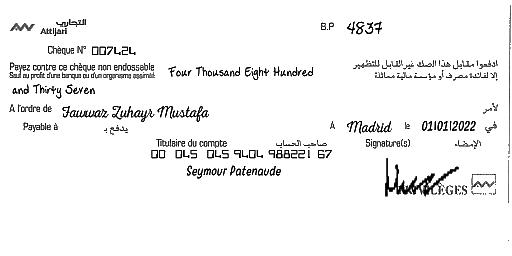 التجاري
Attijari
B.P 4837
Chèque N° 007424
Payez contre ce chèque non endossable
Sauf au profit d'une banque ou d'un organisme assimilé
Four Thousand Eight Hundred
ادفعوا مقابل هذا الصك غير القابل للتظهير
إلا لفائدة مصرف أو مؤسسة مالية مماثلة
and Thirty Seven
A l'ordre de Fawwaz Zuhayr Mustafa لأمر
Payable à يدفع بـ
A Madrid le 01/01/2022 في
Titulaire du compte صاحب الحساب
Signature(s) الإمضاء
00 045 045 9404 988221 67
Seymour Patenaude